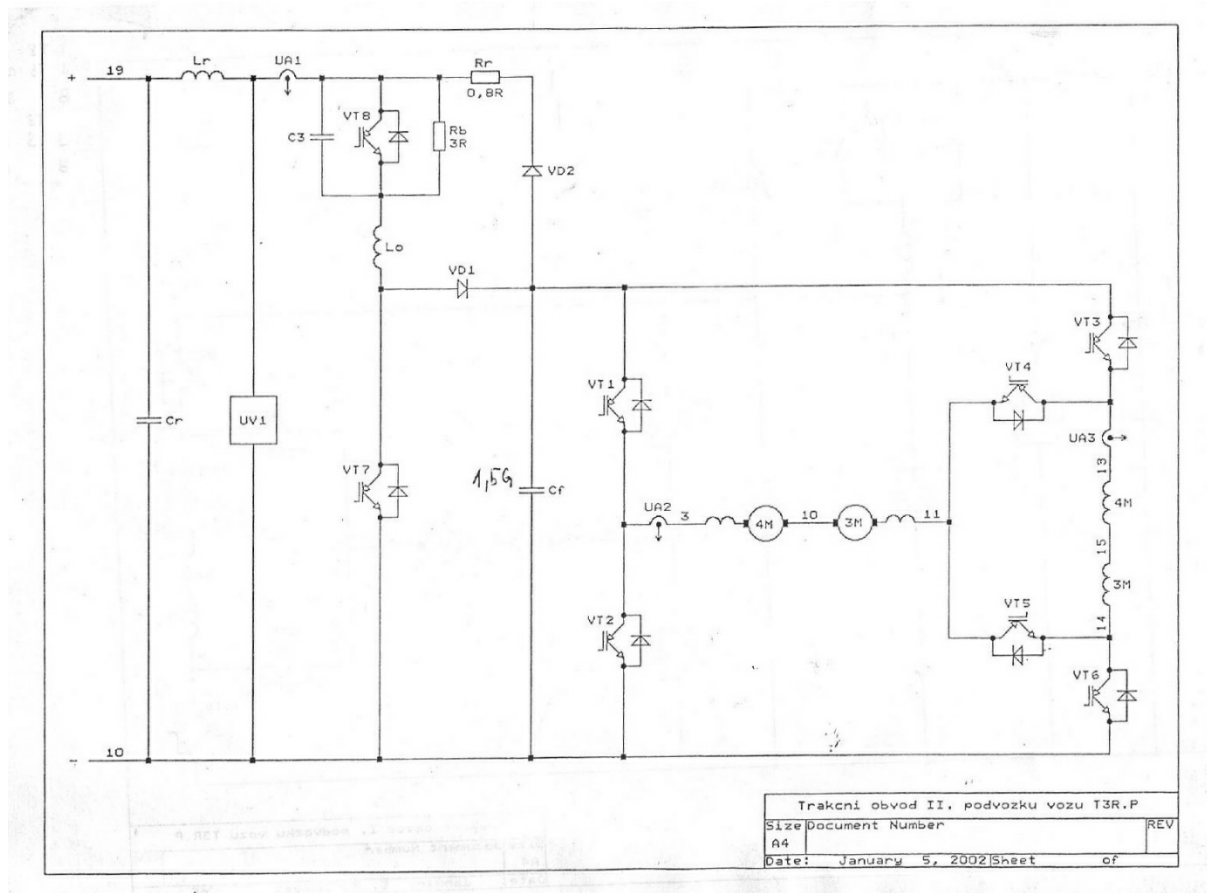 + 19 Lr UA1 Rr
0,8R
VT8
C3 Rb
3R
VD2
Lo
VD1
VT3
VT4
VT1
Cr UV1 UA3
13
VT7 1,5G Cf 4M
UA2 3 4M 10 3M 11
15
3M
VT5
VT2 14
VT6
- 10
Trakcni obvod II. podvozku vozu T3R.P
Size Document Number REV
A4
Date: January 5, 2002 Sheet of